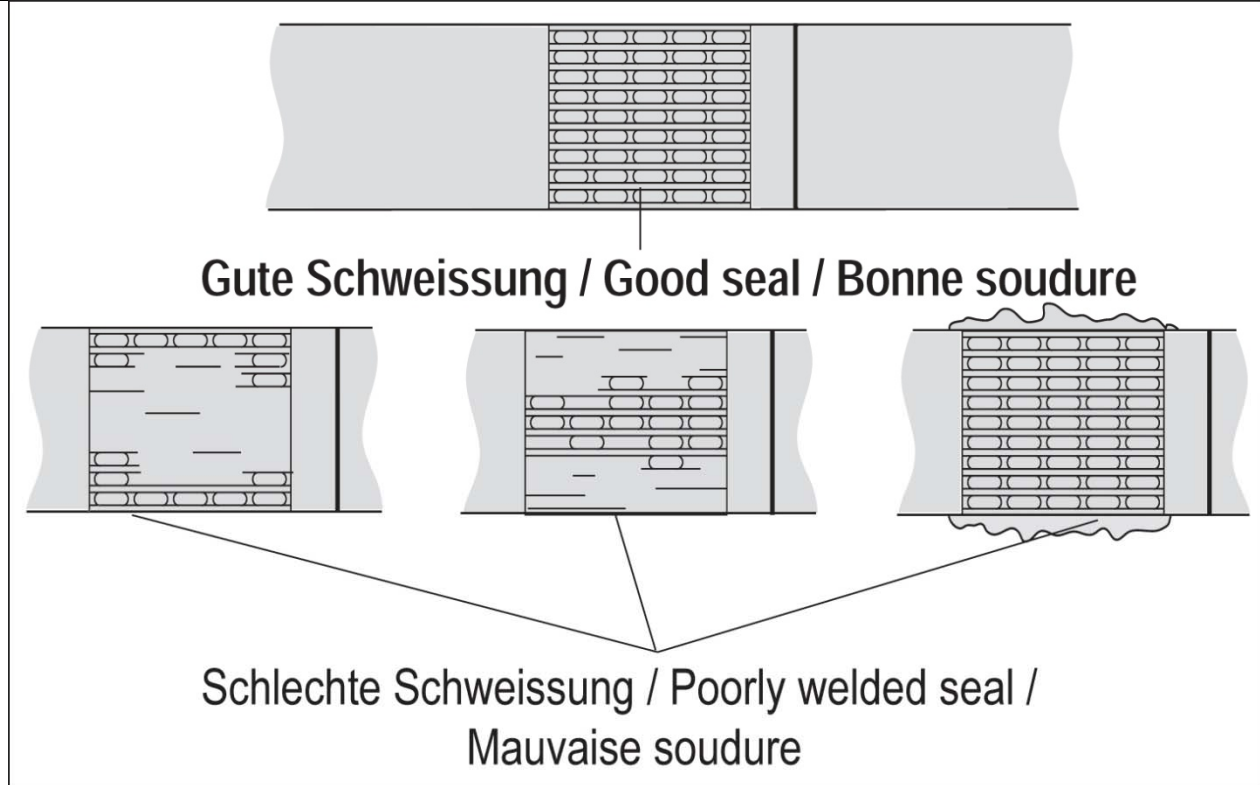 Gute Schweissung / Good seal / Bonne soudure
Schlechte Schweissung / Poorly welded seal /
Mauvaise soudure